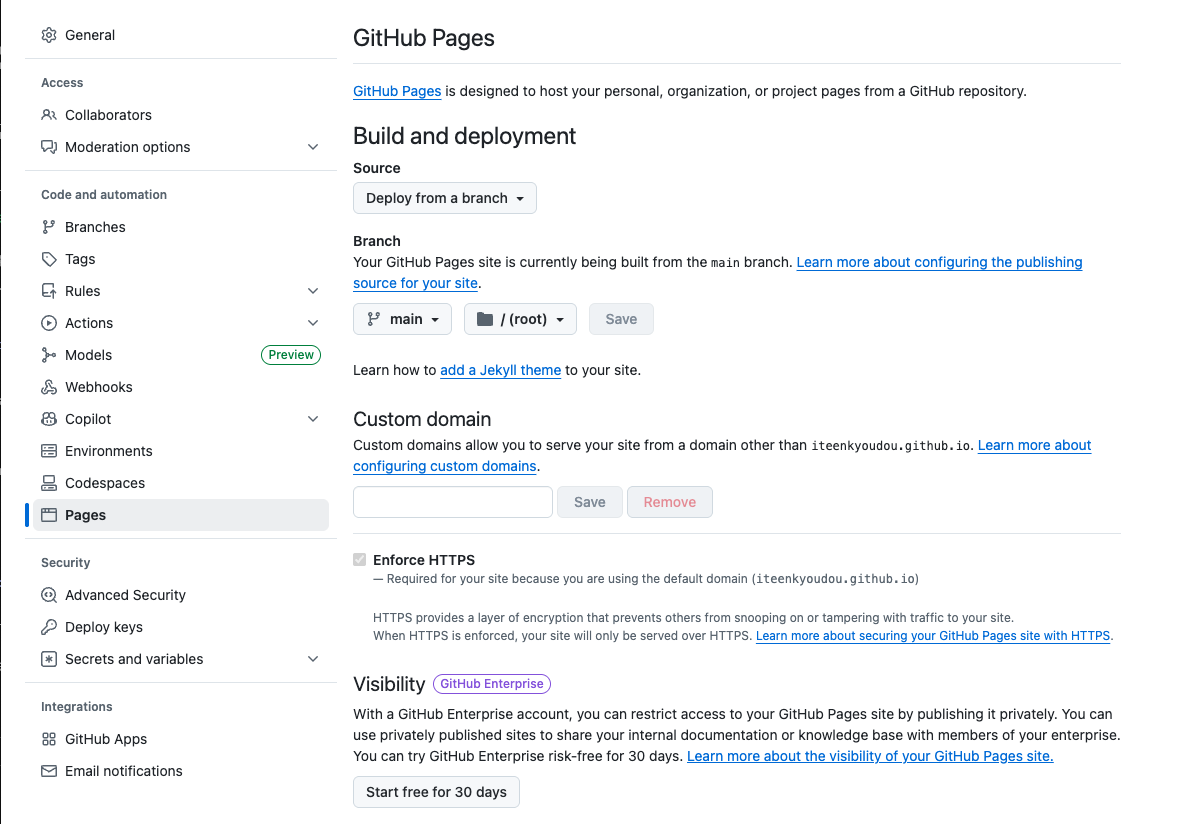 General
Access
Collaborators
Moderation options
Code and automation
Branches
Tags
Rules
Actions
Models
Preview
Webhooks
Copilot
Environments
Codespaces
Pages
Security
Advanced Security
Deploy keys
Secrets and variables
Integrations
GitHub Apps
Email notifications
GitHub Pages
GitHub Pages is designed to host your personal, organization, or project pages from a GitHub repository.
Build and deployment
Source
Deploy from a branch
Branch
Your GitHub Pages site is currently being built from the main branch. Learn more about configuring the publishing
source for your site.
main
/ (root)
Save
Learn how to add a Jekyll theme to your site.
Custom domain
Custom domains allow you to serve your site from a domain other than iteenkyoudou.github.io. Learn more about
configuring custom domains.
Save
Remove
Enforce HTTPS
— Required for your site because you are using the default domain (iteenkyoudou.github.io)
HTTPS provides a layer of encryption that prevents others from snooping on or tampering with traffic to your site.
When HTTPS is enforced, your site will only be served over HTTPS. Learn more about securing your GitHub Pages site with HTTPS.
Visibility
GitHub Enterprise
With a GitHub Enterprise account, you can restrict access to your GitHub Pages site by publishing it privately. You can
use privately published sites to share your internal documentation or knowledge base with members of your enterprise.
You can try GitHub Enterprise risk-free for 30 days. Learn more about the visibility of your GitHub Pages site.
Start free for 30 days